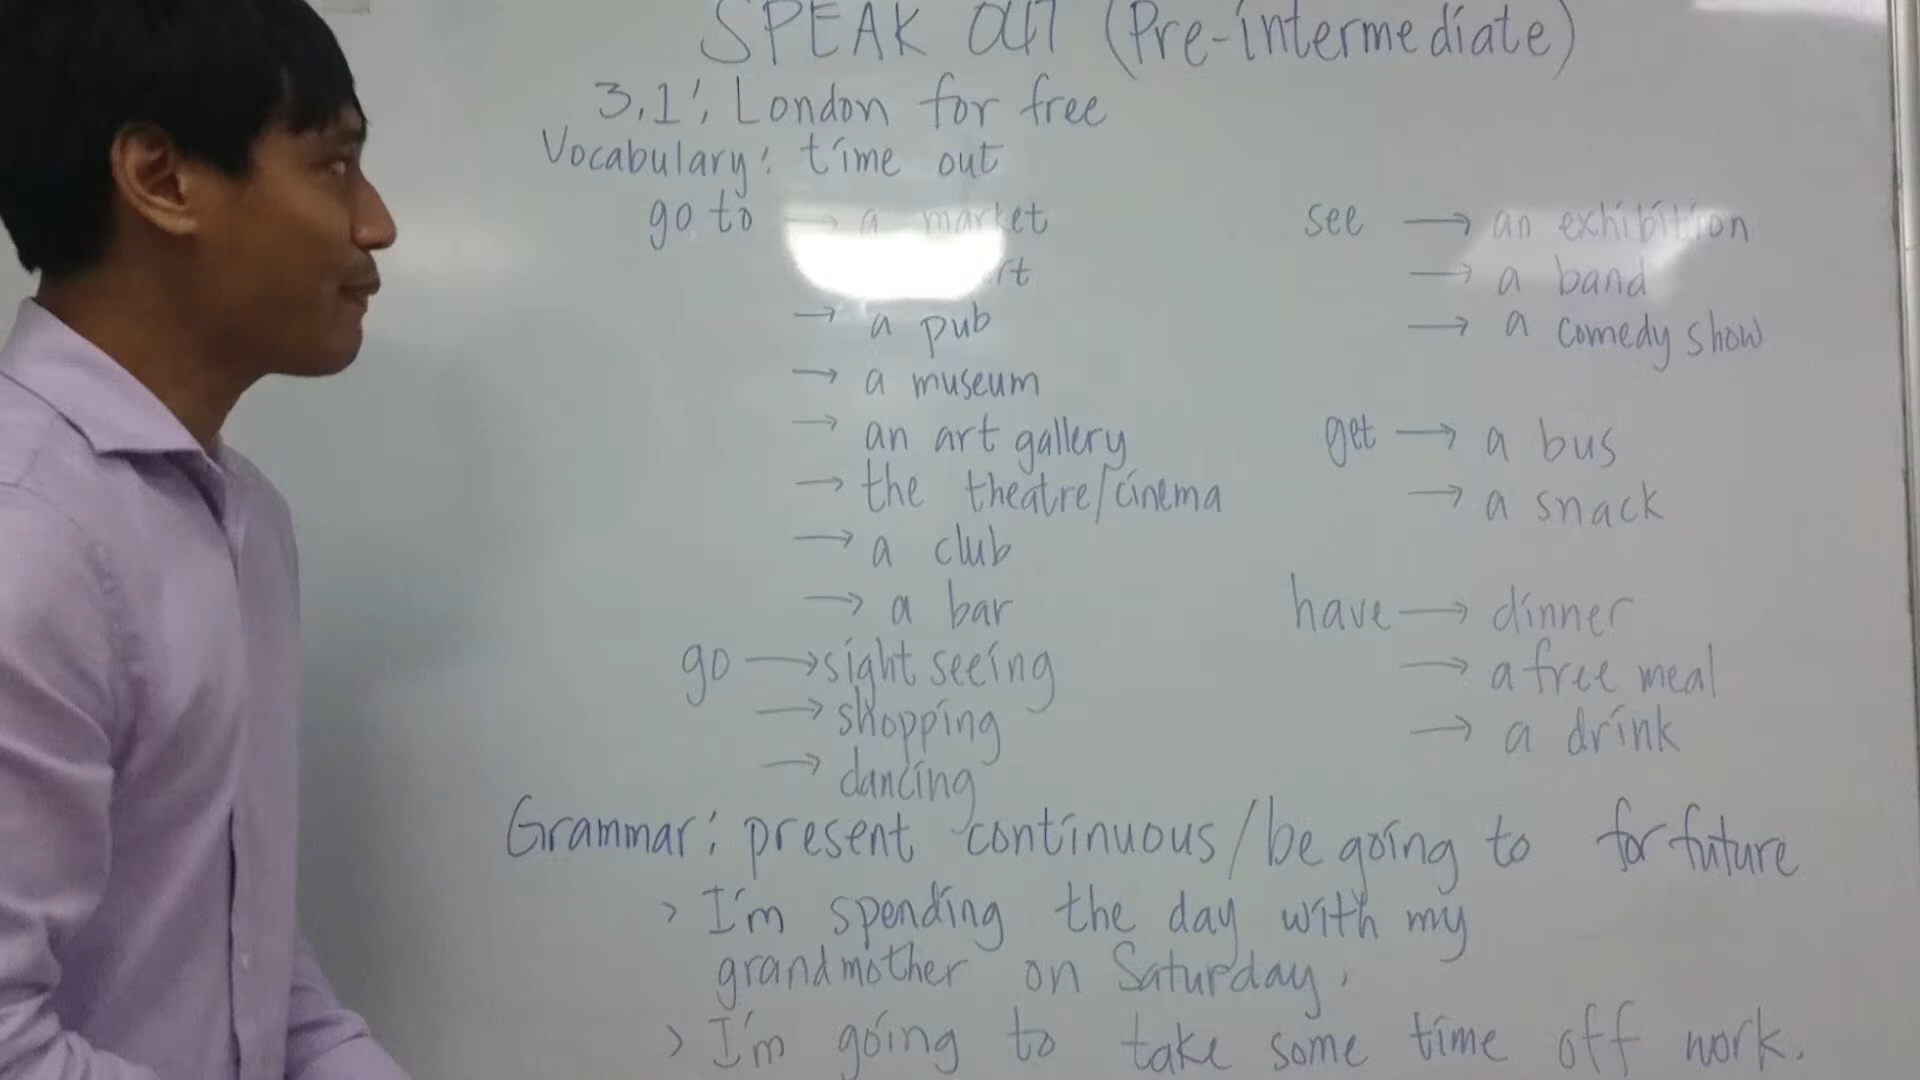 SPEAK OUT (Pre-intermediate)
3.1: London for free
Vocabulary: time out
go to → a market
→ a pub
→ a museum
→ an art gallery
→ the theatre/cinema
→ a club
→ a bar
go → sight seeing
→ shopping
→ dancing
see → an exhibition
→ a band
→ a comedy show
get → a bus
→ a snack
have → dinner
→ a free meal
→ a drink
Grammar: present continuous/be going to for future
> I'm spending the day with my
grandmother on Saturday.
> I'm going to take some time off work.